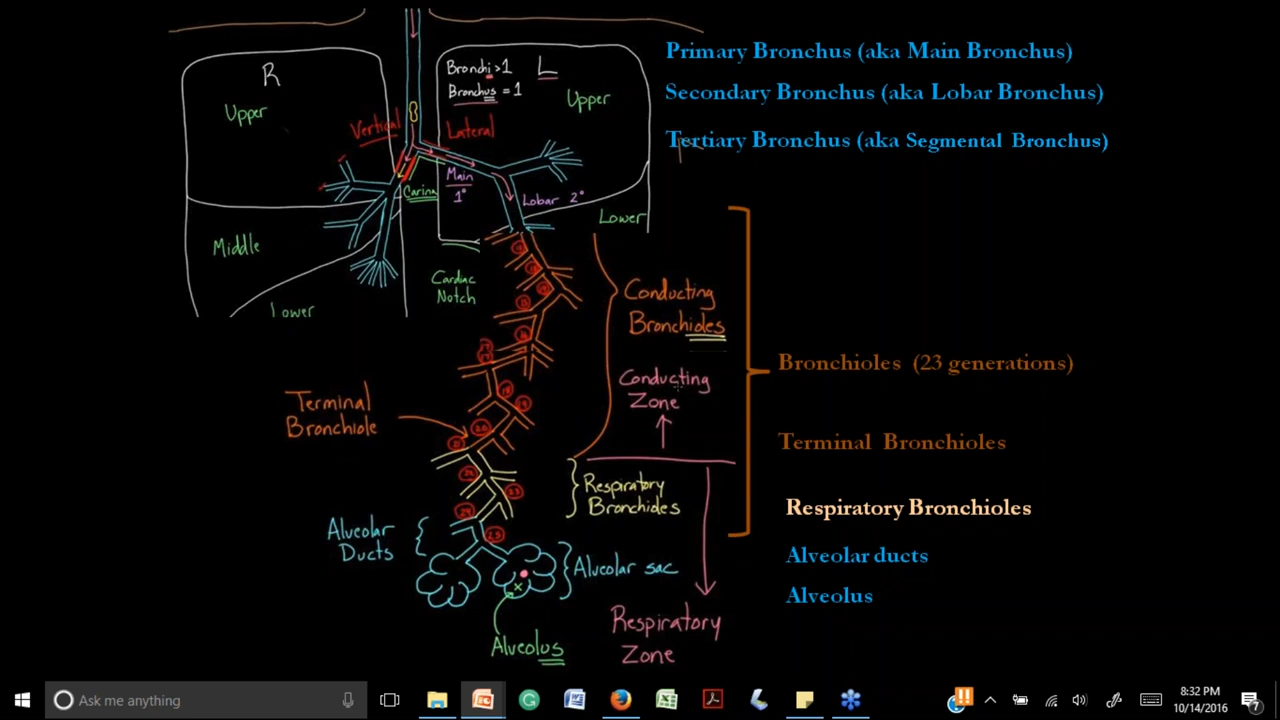 R
Upper
Bronchi >1
Bronchus = 1
L
Upper
Vertical
Lateral
Carina
Main
1°
Lobar 2°
Lower
Middle
Lower
Cardiac
Notch
Conducting
Bronchioles
Conducting
Zone
Terminal
Bronchiole
Respiratory
Bronchioles
Alveolar
Ducts
Alveolar sac
Alveolus
Respiratory
Zone
Primary Bronchus (aka Main Bronchus)
Secondary Bronchus (aka Lobar Bronchus)
Tertiary Bronchus (aka Segmental Bronchus)
Bronchioles (23 generations)
Terminal Bronchioles
Respiratory Bronchioles
Alveolar ducts
Alveolus
Ask me anything
8:32 PM
10/14/2016